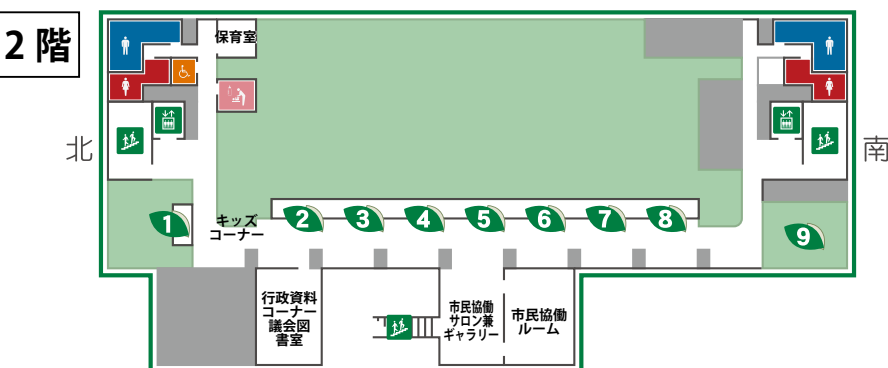 2 階
保育室
北
南
キッズ
コーナー
1
2
3
4
5
6
7
8
9
行政資料
コーナー
議会図
書室
市民協働
サロン兼
ギャラリー
市民協働
ルーム